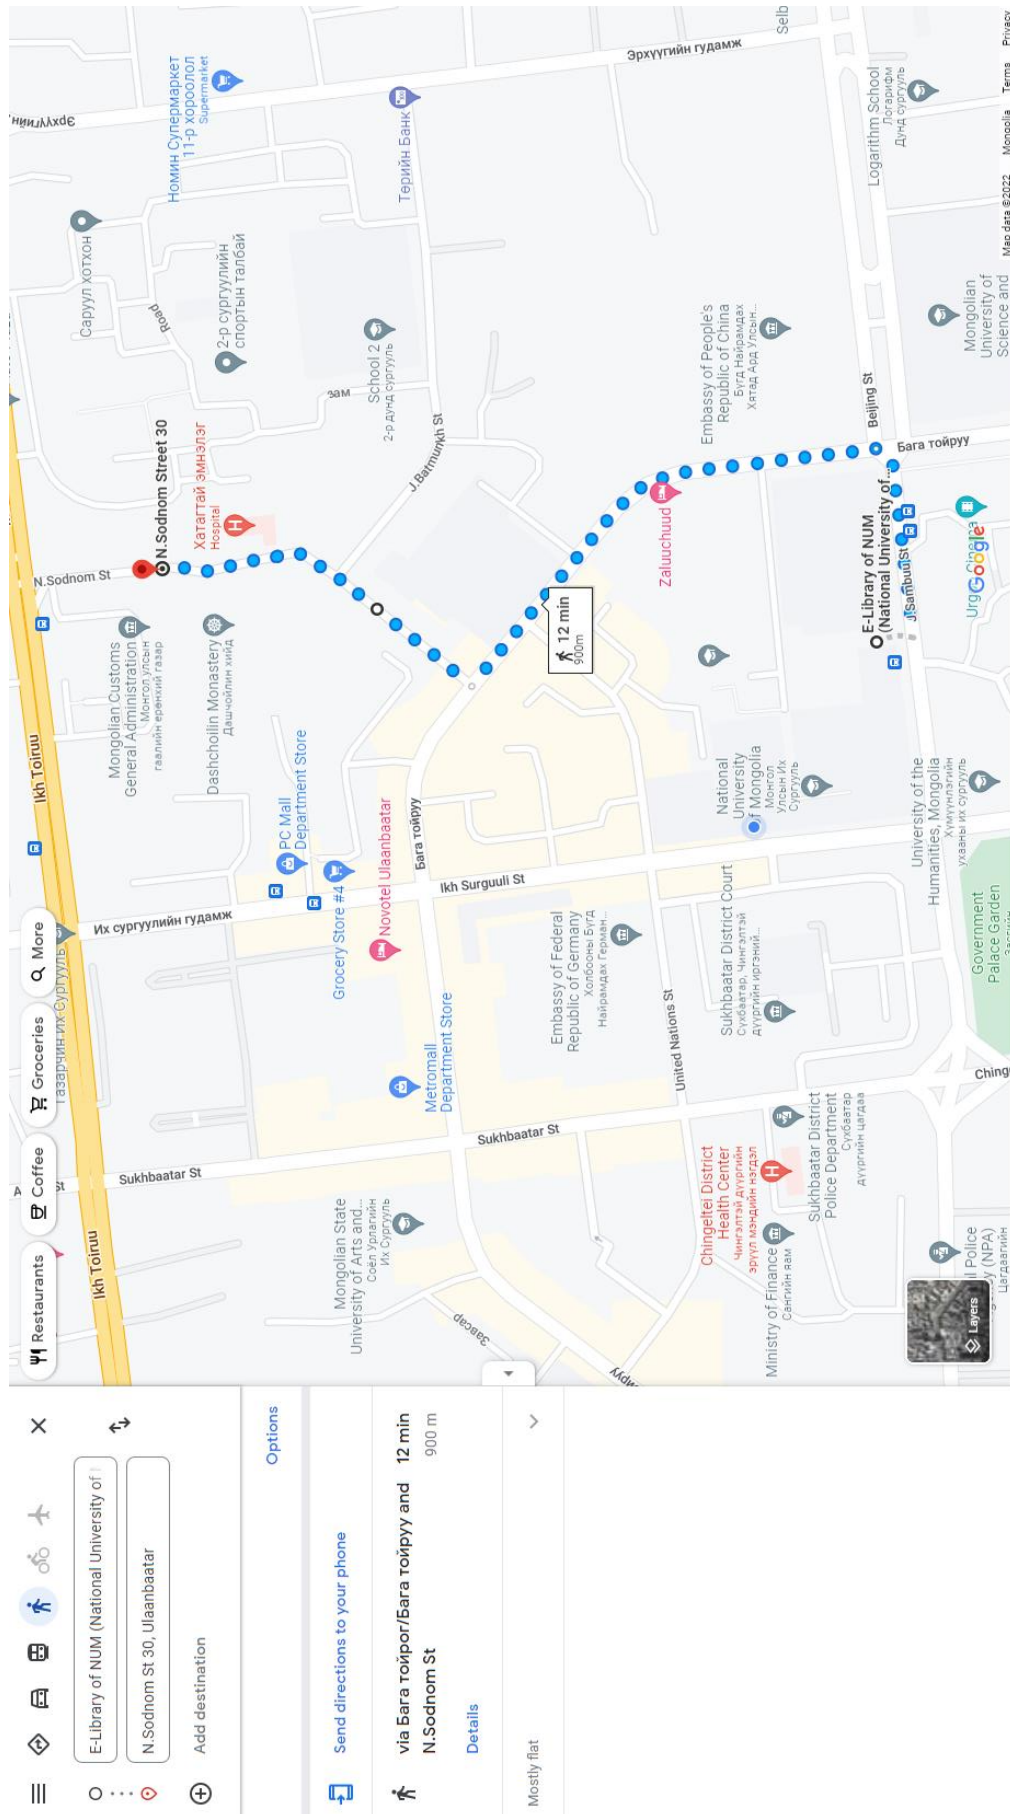 E-Library of NUM (National University of
N.Sodnom St 30, Ulaanbaatar
Add destination
Options
Send directions to your phone
via Бага тойрог/Бага тойруу and
N.Sodnom St
12 min
900 m
Details
Mostly flat
Restaurants
Coffee
Groceries
More
Ikh Toiruu
Ikh Toiruu
Sukhbaatar St
Газарчин Их Сургууль
Их сургуулийн гудамж
N.Sodnom St
N.Sodnom Street 30
Mongolian Customs
General Administration
Монгол улсын
гаалийн ерөнхий газар
Dashchoilin Monastery
Дашчойлин хийд
Хатагтай эмнэлэг
Hospital
Саруул хотхон
Road
2-р сургуулийн
спортын талбай
Номин Супермаркет
11-р хороолол
Supermarket
PC Mall
Department Store
Grocery Store #4
Novotel Ulaanbaatar
Metromall
Department Store
Mongolian State
University of Arts and...
Соёл Урлагийн
Их Сургууль
School 2
2-р дунд сургууль
зам
J.Batmunkh St
Төрийн Банк
Эрхүүгийн гудамж
Бага тойруу
Ikh Surguuli St
Sukhbaatar St
Завсар
12 min
900m
Embassy of Federal
Republic of Germany
Холбооны Бүгд
Найрамдах Герман...
United Nations St
Zaluuchuud
Embassy of People's
Republic of China
Бүгд Найрамдах
Хятад Ард Улсын...
National
University
of Mongolia
Монгол
Улсын Их
Сургууль
Sukhbaatar District Court
Сүхбаатар, Чингэлтэй
дүүргийн иргэний...
Chingeltei District
Health Center
Чингэлтэй дүүргийн
эрүүл мэндийн нэгдэл
Ministry of Finance
Сангийн яам
Sukhbaatar District
Police Department
Сүхбаатар
дүүргийн цагдаа
E-Library of NUM
(National University of...
J.Sambuu St
Beijing St
Бага тойруу
Logarithm School
Логарифм
Дунд сургууль
University of the
Humanities, Mongolia
Хүмүүнлэгийн
ухааны их сургууль
Government
Palace Garden
Mongolian
University of
Science and
Google
Layers
Цагдаагийн
Map data ©2022
Mongolia
Terms
Privacy